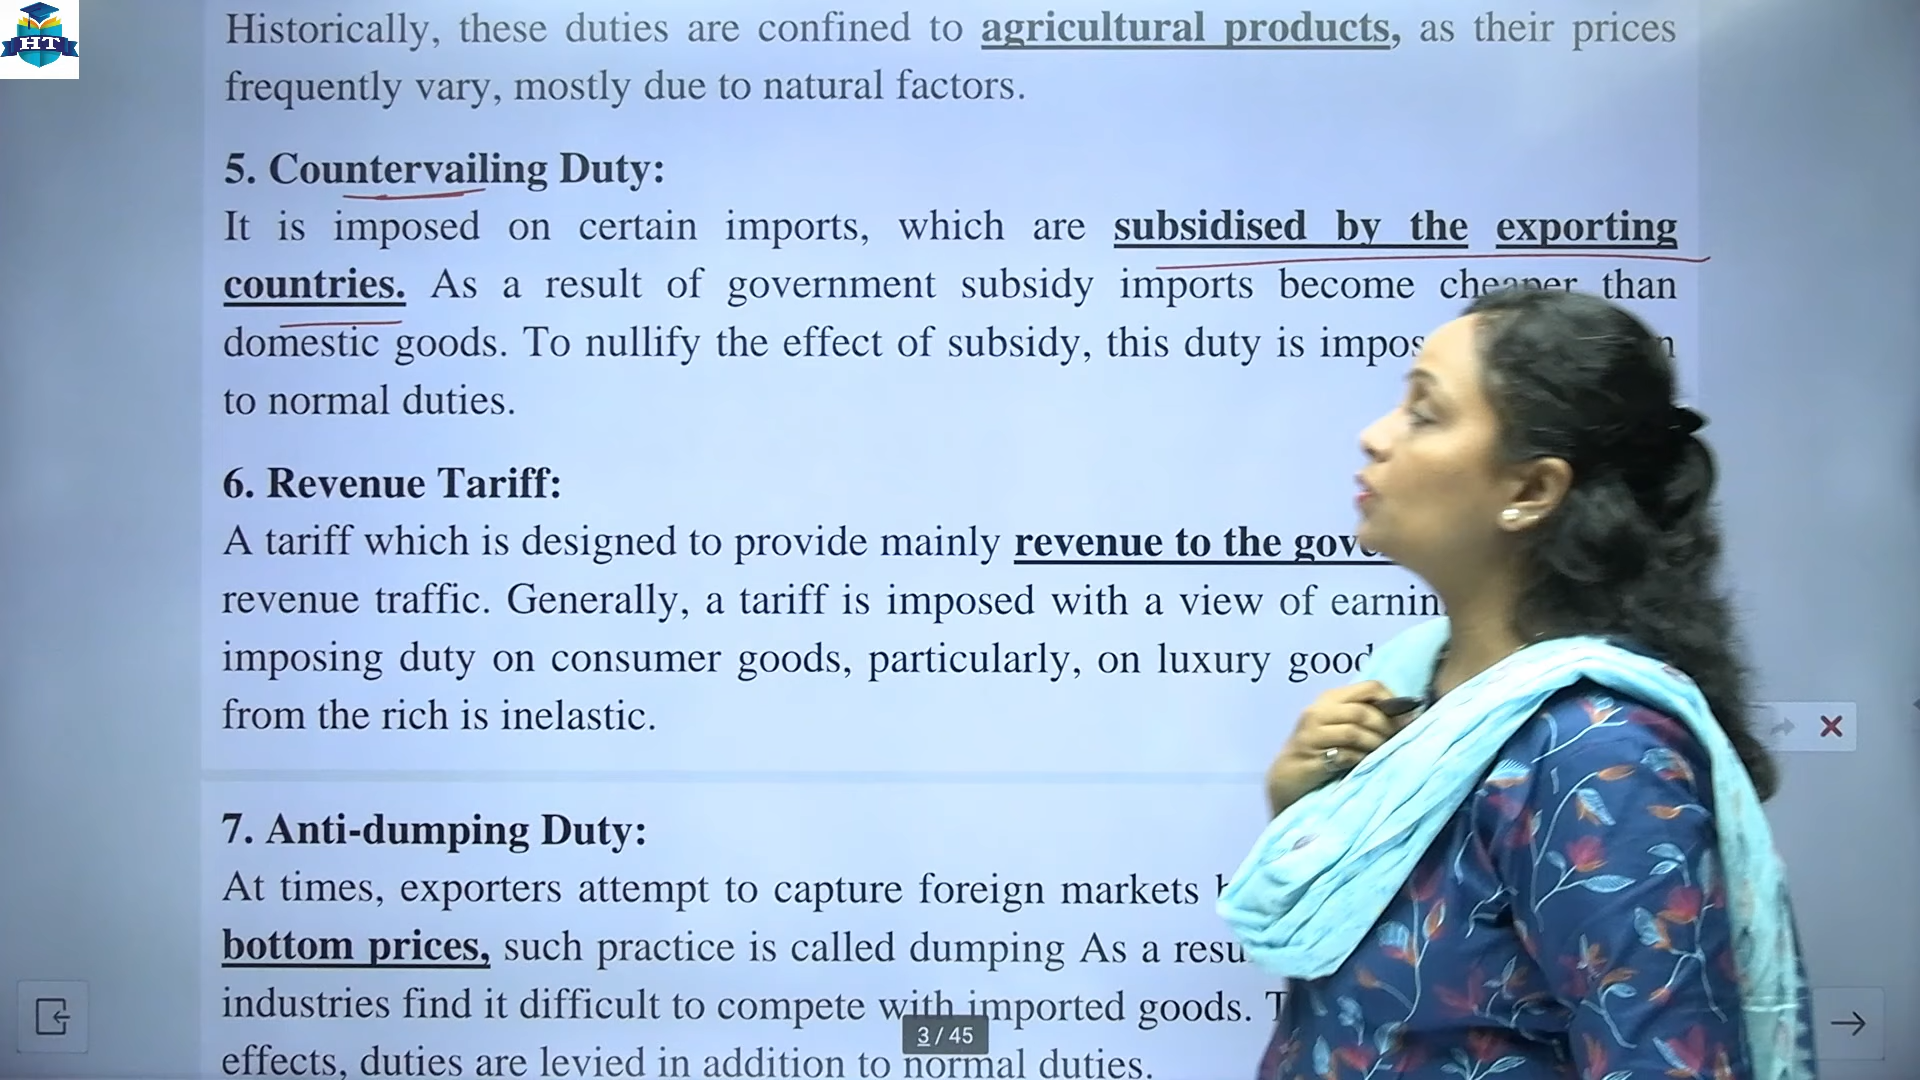 HT
Historically, these duties are confined to agricultural products, as their prices
frequently vary, mostly due to natural factors.
5. Countervailing Duty:
It is imposed on certain imports, which are subsidised by the exporting
countries. As a result of government subsidy imports become cheaper than
domestic goods. To nullify the effect of subsidy, this duty is
to normal duties.
6. Revenue Tariff:
A tariff which is designed to provide mainly revenue to the
revenue traffic. Generally, a tariff is imposed with a view of
imposing duty on consumer goods, particularly, on luxury
from the rich is inelastic.
7. Anti-dumping Duty:
At times, exporters attempt to capture foreign markets
bottom prices, such practice is called dumping As a
industries find it difficult to compete with imported goods.
3 / 45
effects, duties are levied in addition to normal duties.